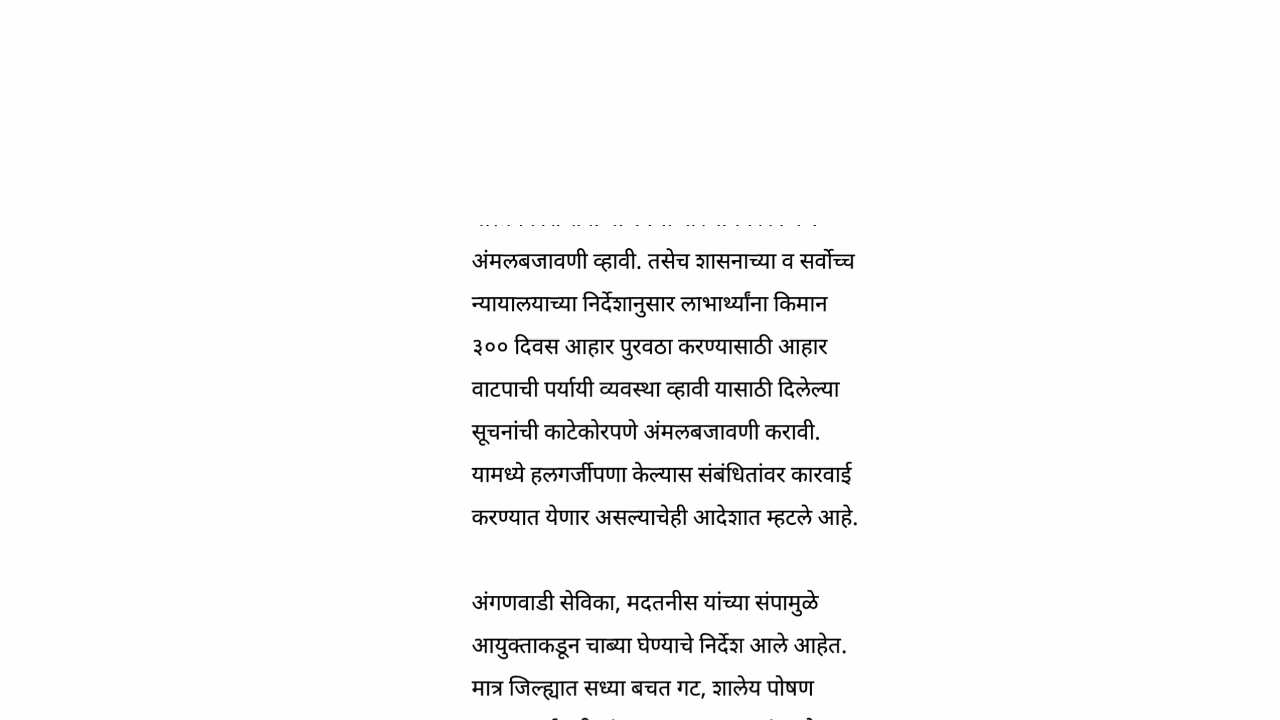 अंमलबजावणी व्हावी. तसेच शासनाच्या व सर्वोच्च
न्यायालयाच्या निर्देशानुसार लाभार्थ्यांना किमान
३०० दिवस आहार पुरवठा करण्यासाठी आहार
वाटपाची पर्यायी व्यवस्था व्हावी यासाठी दिलेल्या
सूचनांची काटेकोरपणे अंमलबजावणी करावी.
यामध्ये हलगर्जीपणा केल्यास संबंधितांवर कारवाई
करण्यात येणार असल्याचेही आदेशात म्हटले आहे.
अंगणवाडी सेविका, मदतनीस यांच्या संपामुळे
आयुक्ताकडून चाब्या घेण्याचे निर्देश आले आहेत.
मात्र जिल्ह्यात सध्या बचत गट, शालेय पोषण